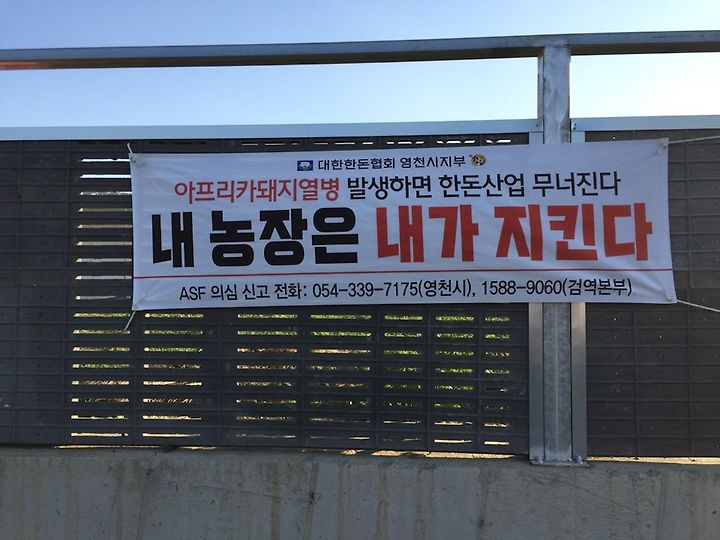 대한한돈협회 영천시지부
아프리카돼지열병 발생하면 한돈산업 무너진다
내 농장은 내가 지킨다
ASF 의심 신고 전화: 054-339-7175(영천시), 1588-9060(검역본부)